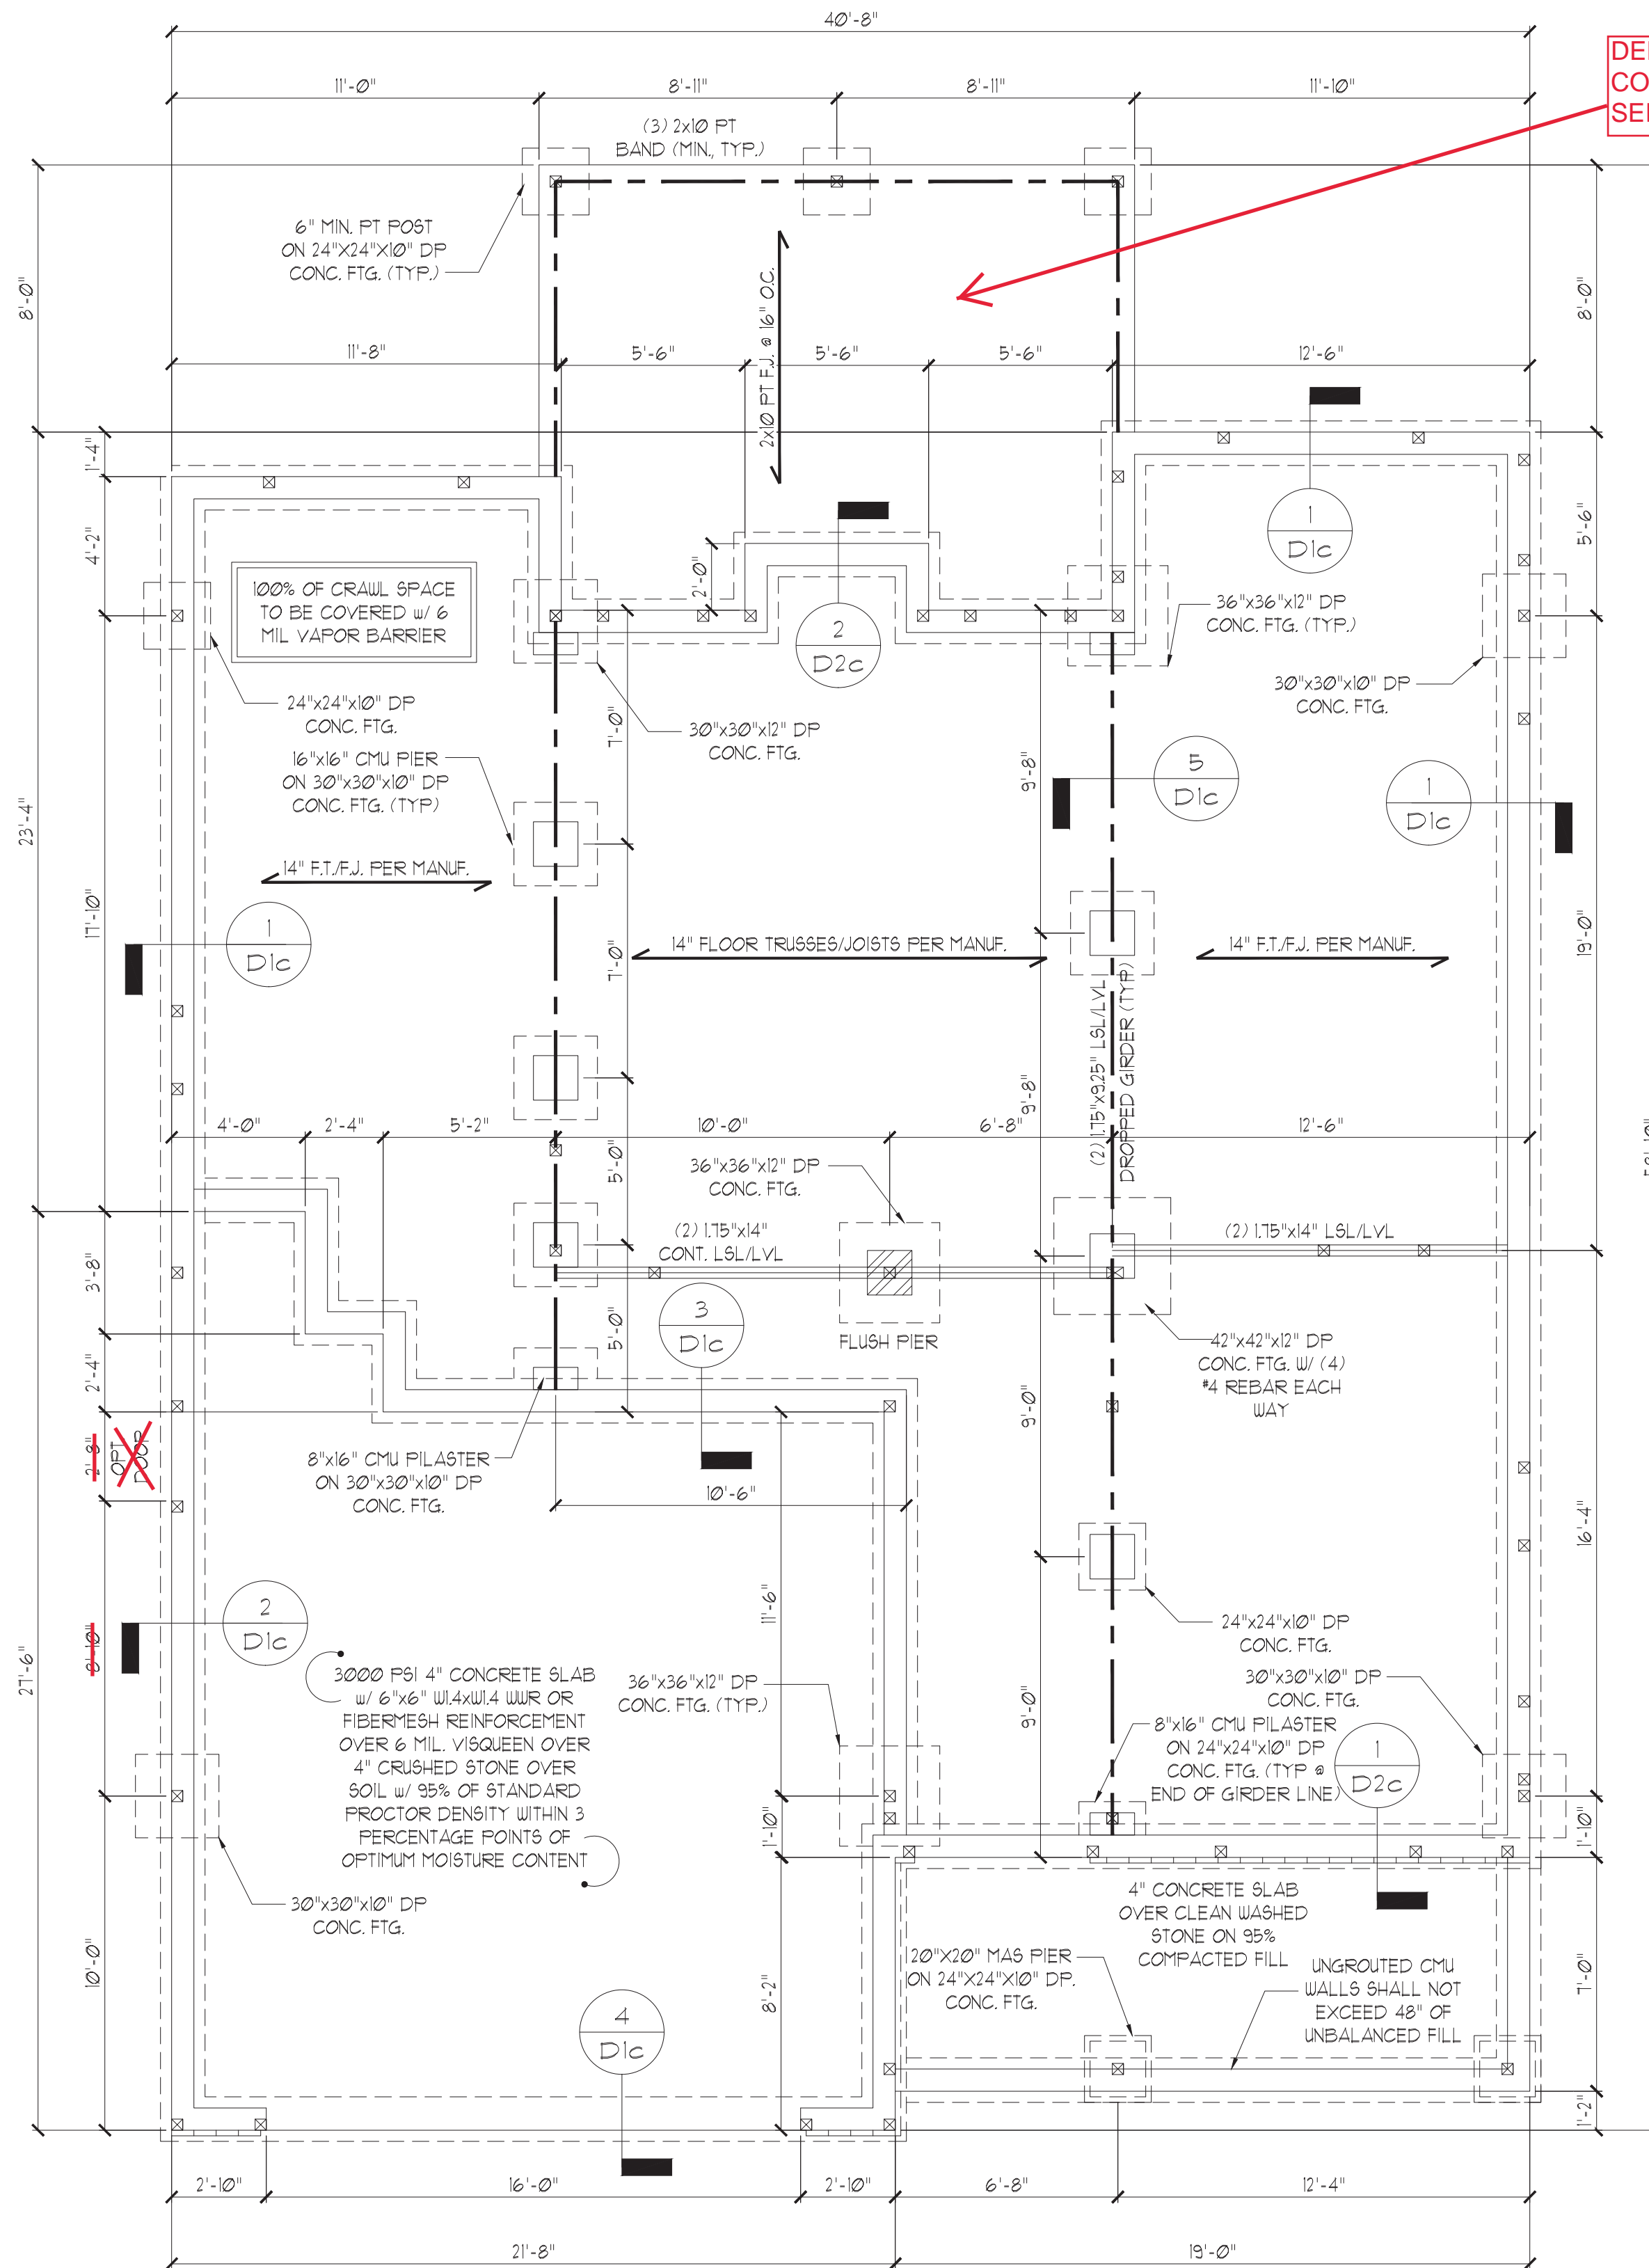 40'-8"
11'-0"
8'-11"
8'-11"
11'-10"
(3) 2x10 PT
BAND (MIN., TYP.)
6" MIN. PT POST
ON 24"X24"X10" DP
CONC. FTG. (TYP.)
8'-0"
8'-0"
2x10 PT F.J. @ 16" O.C.
11'-8"
5'-6"
5'-6"
5'-6"
12'-6"
1'-4"
4'-2"
2'-0"
5'-6"
1
D1c
100% OF CRAWL SPACE
TO BE COVERED w/ 6
MIL VAPOR BARRIER
2
D2c
36"x36"x12" DP
CONC. FTG. (TYP.)
30"x30"x10" DP
CONC. FTG.
24"x24"x10" DP
CONC. FTG.
30"x30"x12" DP
CONC. FTG.
7'-0"
9'-8"
16"x16" CMU PIER
ON 30"x30"x10" DP
CONC. FTG. (TYP)
5
D1c
1
D1c
23'-4"
17'-10"
14" F.T./F.J. PER MANUF.
1
D1c
7'-0"
14" FLOOR TRUSSES/JOISTS PER MANUF.
14" F.T./F.J. PER MANUF.
19'-0"
(2) 1.75"x9.25" LSL/LVL
DROPPED GIRDER (TYP)
9'-8"
4'-0"
2'-4"
5'-2"
10'-0"
6'-8"
12'-6"
5'-0"
36"x36"x12" DP
CONC. FTG.
(2) 1.75"x14"
CONT. LSL/LVL
(2) 1.75"x14" LSL/LVL
3'-8"
3
D1c
FLUSH PIER
5'-0"
42"x42"x12" DP
CONC. FTG. W/ (4)
#4 REBAR EACH
WAY
2'-4"
9'-0"
2'-8"
OPT
DOOR
8"x16" CMU PILASTER
ON 30"x30"x10" DP
CONC. FTG.
10'-6"
16'-4"
11'-6"
2
D1c
8'-10"
27'-6"
24"x24"x10" DP
CONC. FTG.
3000 PSI 4" CONCRETE SLAB
w/ 6"x6" W1.4xW1.4 WWR OR
FIBERMESH REINFORCEMENT
OVER 6 MIL. VISQUEEN OVER
4" CRUSHED STONE OVER
SOIL w/ 95% OF STANDARD
PROCTOR DENSITY WITHIN 3
PERCENTAGE POINTS OF
OPTIMUM MOISTURE CONTENT
36"x36"x12" DP
CONC. FTG. (TYP.)
9'-0"
30"x30"x10" DP
CONC. FTG.
8"x16" CMU PILASTER
ON 24"x24"x10" DP
CONC. FTG. (TYP @
END OF GIRDER LINE)
1
D2c
1'-10"
1'-10"
30"x30"x10" DP
CONC. FTG.
4" CONCRETE SLAB
OVER CLEAN WASHED
STONE ON 95%
COMPACTED FILL
10'-0"
8'-2"
20"X20" MAS PIER
ON 24"X24"X10" DP.
CONC. FTG.
UNGROUTED CMU
WALLS SHALL NOT
EXCEED 48" OF
UNBALANCED FILL
7'-0"
4
D1c
1'-2"
2'-10"
16'-0"
2'-10"
6'-8"
12'-4"
21'-8"
19'-0"